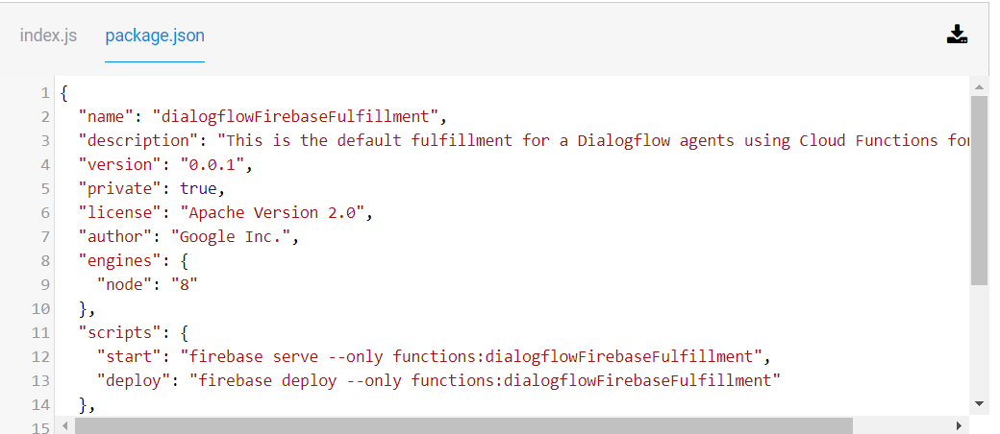 index.js package.json
1 {
2 "name": "dialogflowFirebaseFulfillment",
3 "description": "This is the default fulfillment for a Dialogflow agents using Cloud Functions for
4 "version": "0.0.1",
5 "private": true,
6 "license": "Apache Version 2.0",
7 "author": "Google Inc.",
8 "engines": {
9 "node": "8"
10 },
11 "scripts": {
12 "start": "firebase serve --only functions:dialogflowFirebaseFulfillment",
13 "deploy": "firebase deploy --only functions:dialogflowFirebaseFulfillment"
14 },
15